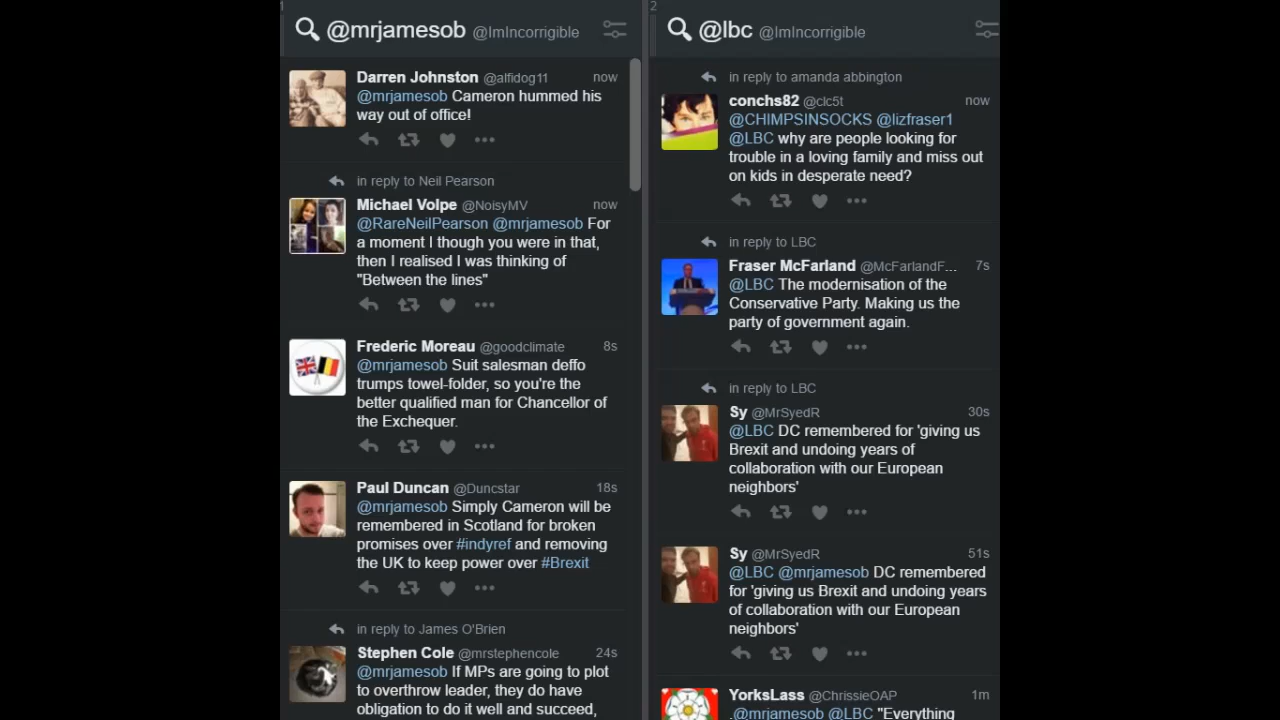 1
@mrjamesob @ImIncorrigible
Darren Johnston @alfidog11 now
@mrjamesob Cameron hummed his
way out of office!
in reply to Neil Pearson
Michael Volpe @NoisyMV now
@RareNeilPearson @mrjamesob For
a moment I though you were in that,
then I realised I was thinking of
"Between the lines"
Frederic Moreau @goodclimate 8s
@mrjamesob Suit salesman deffo
trumps towel-folder, so you're the
better qualified man for Chancellor of
the Exchequer.
Paul Duncan @Duncstar 18s
@mrjamesob Simply Cameron will be
remembered in Scotland for broken
promises over #indyref and removing
the UK to keep power over #Brexit
in reply to James O'Brien
Stephen Cole @mrstephencole 24s
@mrjamesob If MPs are going to plot
to overthrow leader, they do have
obligation to do it well and succeed,
2
@lbc @ImIncorrigible
in reply to amanda abbington
conchs82 @clc5t now
@CHIMPSINSOCKS @lizfraser1
@LBC why are people looking for
trouble in a loving family and miss out
on kids in desperate need?
in reply to LBC
Fraser McFarland @McFarlandF... 7s
@LBC The modernisation of the
Conservative Party. Making us the
party of government again.
in reply to LBC
Sy @MrSyedR 30s
@LBC DC remembered for 'giving us
Brexit and undoing years of
collaboration with our European
neighbors'
Sy @MrSyedR 51s
@LBC @mrjamesob DC remembered
for 'giving us Brexit and undoing years
of collaboration with our European
neighbors'
YorksLass @ChrissieOAP 1m
.@mrjamesob @LBC "Everything